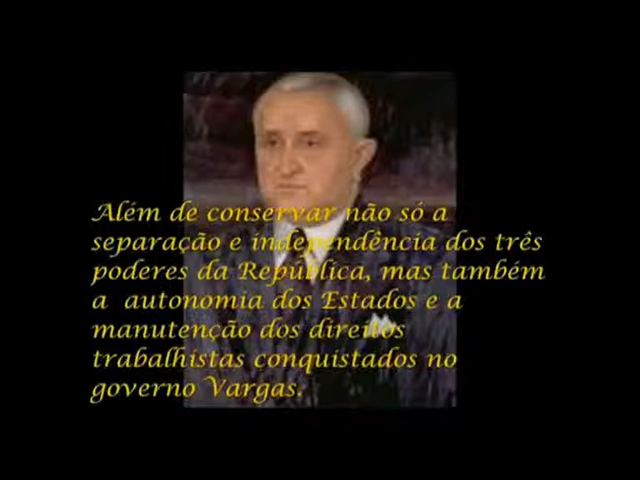 Além de conservar não só a
separação e independência dos três
poderes da República, mas também
a autonomia dos Estados e a
manutenção dos direitos
trabalhistas conquistados no
governo Vargas.